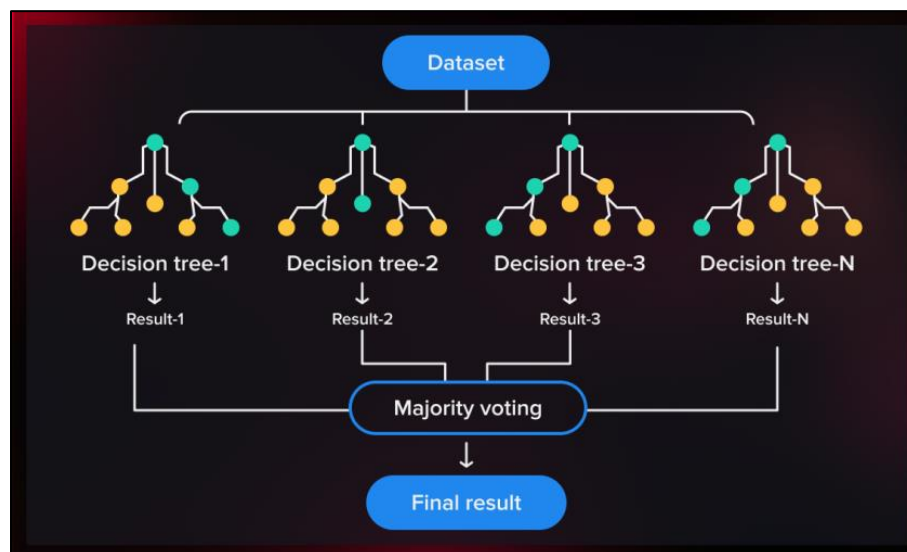 Dataset
Decision tree-1
Decision tree-2
Decision tree-3
Decision tree-N
Result-1
Result-2
Result-3
Result-N
Majority voting
Final result